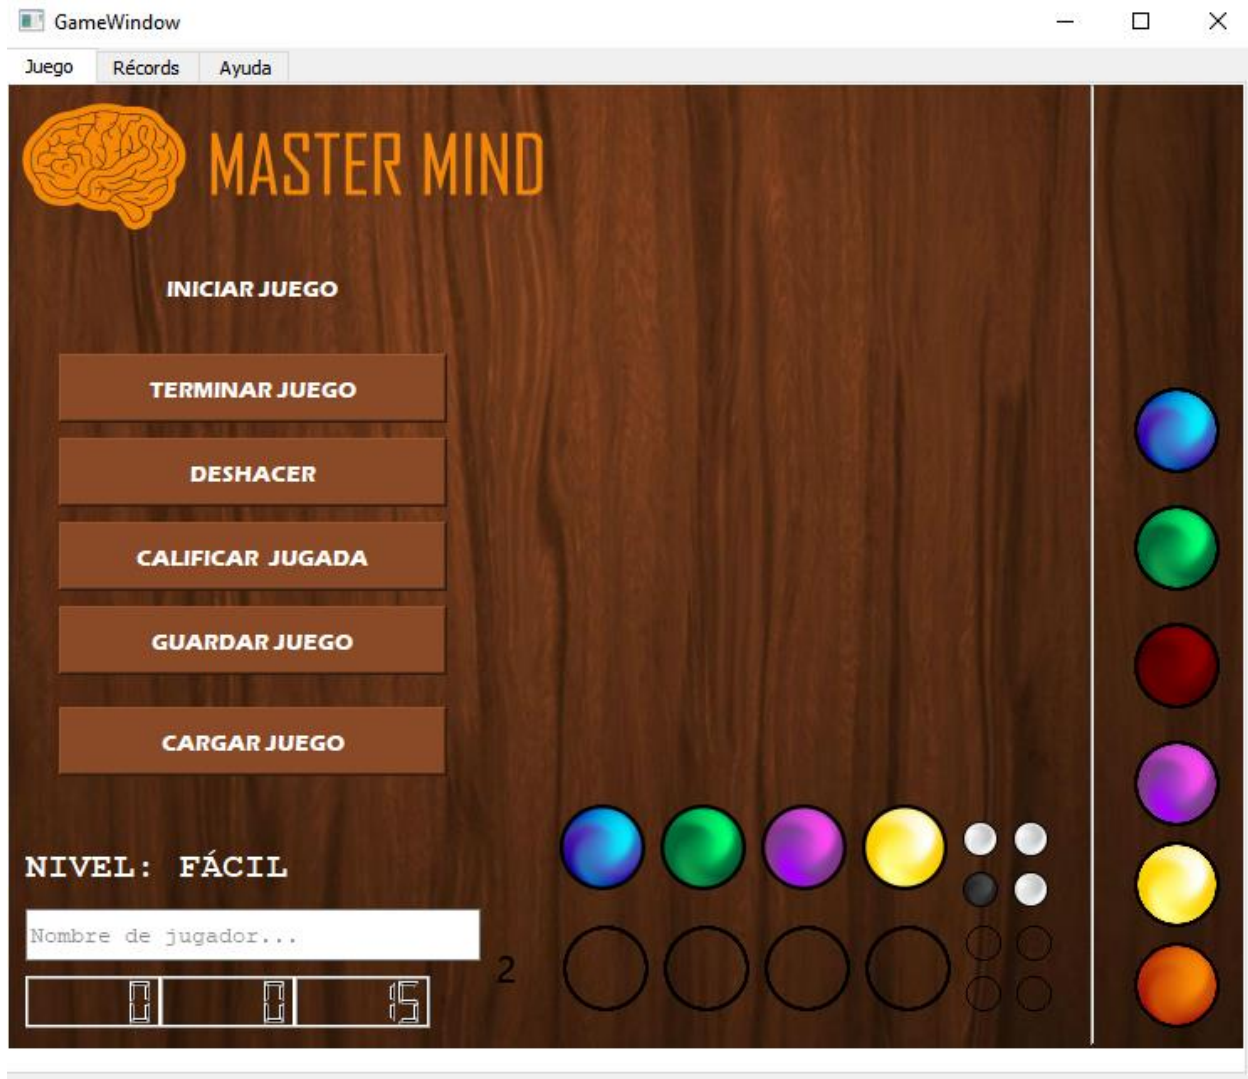 GameWindow
Juego Récords Ayuda
MASTER MIND
INICIAR JUEGO
TERMINAR JUEGO
DESHACER
CALIFICAR JUGADA
GUARDAR JUEGO
CARGAR JUEGO
NIVEL: FÁCIL
Nombre de jugador...
2
0 0 15